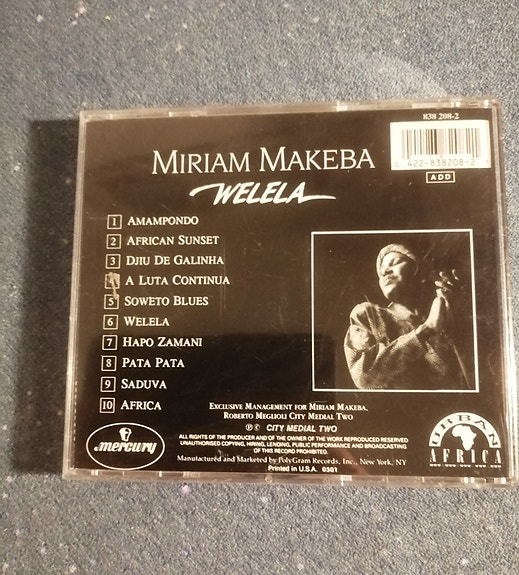 838 208-2
422-838208-2
ADD
MIRIAM MAKEBA
WELELA
1 AMAMPONDO
2 AFRICAN SUNSET
3 DJIU DE GALINHA
4 A LUTA CONTINUA
5 SOWETO BLUES
6 WELELA
7 HAPO ZAMANI
8 PATA PATA
9 SADUVA
10 AFRICA
EXCLUSIVE MANAGEMENT FOR MIRIAM MAKEBA,
ROBERTO MEGLIOLI CITY MEDIAL TWO
℗ © CITY MEDIAL TWO
ALL RIGHTS OF THE PRODUCER AND OF THE OWNER OF THE WORK REPRODUCED RESERVED
UNAUTHORISED COPYING, HIRING, LENDING, PUBLIC PERFORMANCE AND BROADCASTING
OF THIS RECORD PROHIBITED.
Manufactured and Marketed by PolyGram Records, Inc., New York, NY
Printed in U.S.A. 0501
mercury
URBAN
AFRICA